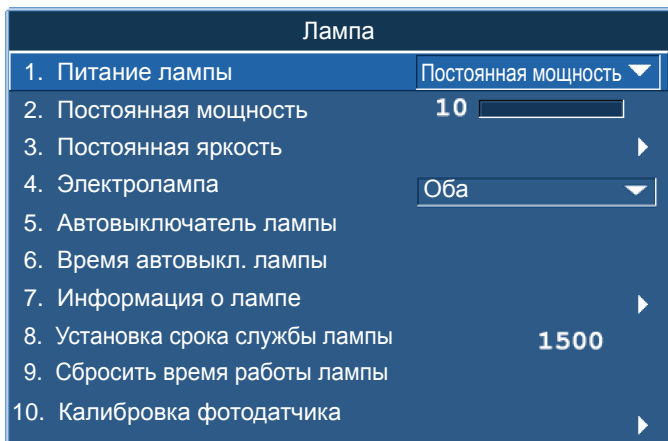 Лампа
1. Питание лампы Постоянная мощность
2. Постоянная мощность 10
3. Постоянная яркость
4. Электролампа Оба
5. Автовыключатель лампы
6. Время автовыкл. лампы
7. Информация о лампе
8. Установка срока службы лампы 1500
9. Сбросить время работы лампы
10. Калибровка фотодатчика